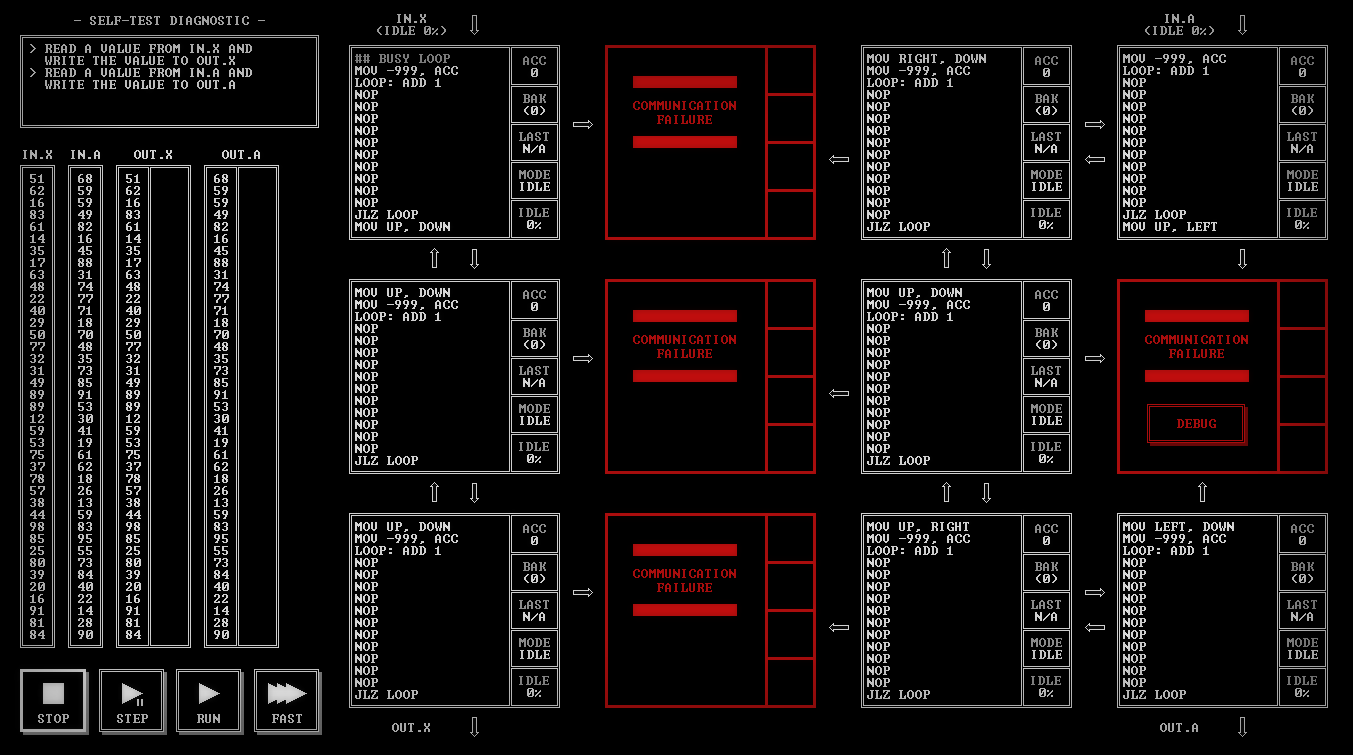 - SELF-TEST DIAGNOSTIC -
> READ A VALUE FROM IN.X AND
WRITE THE VALUE TO OUT.X
> READ A VALUE FROM IN.A AND
WRITE THE VALUE TO OUT.A
IN.X IN.A OUT.X OUT.A
51 68 51 68
62 59 62 59
16 59 16 59
83 49 83 49
61 82 61 82
14 16 14 16
35 45 35 45
17 88 17 88
63 31 63 31
48 74 48 74
22 77 22 77
40 71 40 71
29 18 29 18
50 70 50 70
77 48 77 48
32 35 32 35
31 73 31 73
49 85 49 85
89 91 89 91
89 53 89 53
12 30 12 30
59 41 59 41
53 19 53 19
75 61 75 61
37 62 37 62
78 18 78 18
57 26 57 26
38 13 38 13
44 59 44 59
98 83 98 83
85 95 85 95
25 55 25 55
80 73 80 73
39 84 39 84
20 40 20 40
16 22 16 22
91 14 91 14
81 28 81 28
84 90 84 90
STOP
STEP
RUN
FAST
IN.X
(IDLE 0%)
IN.A
(IDLE 0%)
## BUSY LOOP
MOV -999, ACC
LOOP: ADD 1
NOP
NOP
NOP
NOP
NOP
NOP
NOP
NOP
NOP
NOP
JLZ LOOP
MOV UP, DOWN
ACC
0
BAK
(0)
LAST
N/A
MODE
IDLE
IDLE
0%
COMMUNICATION
FAILURE
MOV RIGHT, DOWN
MOV -999, ACC
LOOP: ADD 1
NOP
NOP
NOP
NOP
NOP
NOP
NOP
NOP
NOP
NOP
NOP
JLZ LOOP
ACC
0
BAK
(0)
LAST
N/A
MODE
IDLE
IDLE
0%
MOV -999, ACC
LOOP: ADD 1
NOP
NOP
NOP
NOP
NOP
NOP
NOP
NOP
NOP
NOP
NOP
JLZ LOOP
MOV UP, LEFT
ACC
0
BAK
(0)
LAST
N/A
MODE
IDLE
IDLE
0%
MOV UP, DOWN
MOV -999, ACC
LOOP: ADD 1
NOP
NOP
NOP
NOP
NOP
NOP
NOP
NOP
NOP
NOP
NOP
JLZ LOOP
ACC
0
BAK
(0)
LAST
N/A
MODE
IDLE
IDLE
0%
COMMUNICATION
FAILURE
MOV UP, DOWN
MOV -999, ACC
LOOP: ADD 1
NOP
NOP
NOP
NOP
NOP
NOP
NOP
NOP
NOP
NOP
NOP
JLZ LOOP
ACC
0
BAK
(0)
LAST
N/A
MODE
IDLE
IDLE
0%
COMMUNICATION
FAILURE
DEBUG
MOV UP, DOWN
MOV -999, ACC
LOOP: ADD 1
NOP
NOP
NOP
NOP
NOP
NOP
NOP
NOP
NOP
NOP
NOP
JLZ LOOP
ACC
0
BAK
(0)
LAST
N/A
MODE
IDLE
IDLE
0%
COMMUNICATION
FAILURE
MOV UP, RIGHT
MOV -999, ACC
LOOP: ADD 1
NOP
NOP
NOP
NOP
NOP
NOP
NOP
NOP
NOP
NOP
NOP
JLZ LOOP
ACC
0
BAK
(0)
LAST
N/A
MODE
IDLE
IDLE
0%
MOV LEFT, DOWN
MOV -999, ACC
LOOP: ADD 1
NOP
NOP
NOP
NOP
NOP
NOP
NOP
NOP
NOP
NOP
NOP
JLZ LOOP
ACC
0
BAK
(0)
LAST
N/A
MODE
IDLE
IDLE
0%
OUT.X
OUT.A